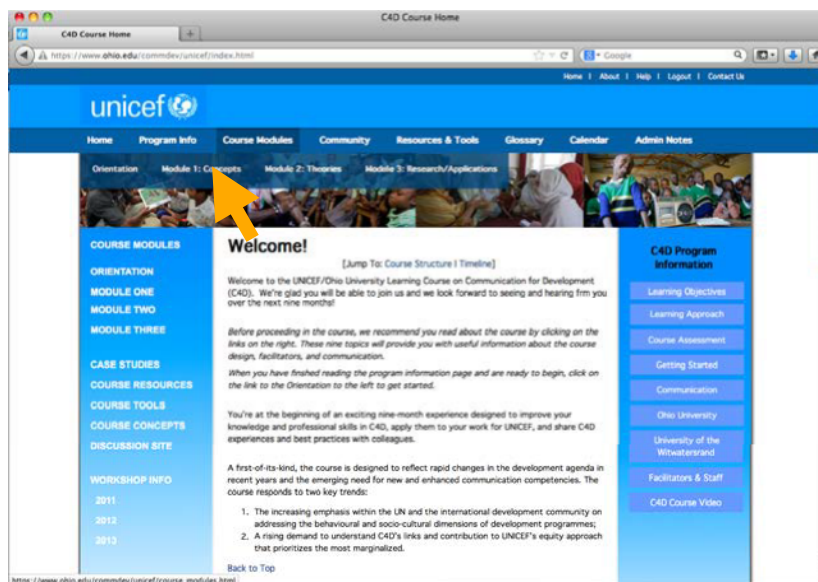 C4D Course Home
C4D Course Home
https://www.ohio.edu/commdev/unicef/index.html
Google
Home | About | Help | Logout | Contact Us
unicef
Home Program Info Course Modules Community Resources & Tools Glossary Calendar Admin Notes
Orientation Module 1: Concepts Module 2: Theories Module 3: Research/Applications
COURSE MODULES
ORIENTATION
MODULE ONE
MODULE TWO
MODULE THREE
CASE STUDIES
COURSE RESOURCES
COURSE TOOLS
COURSE CONCEPTS
DISCUSSION SITE
WORKSHOP INFO
2011
2012
2013
Welcome!
[Jump To: Course Structure | Timeline]
Welcome to the UNICEF/Ohio University Learning Course on Communication for Development
(C4D). We're glad you will be able to join us and we look forward to seeing and hearing frm you
over the next nine months!
Before proceeding in the course, we recommend you read about the course by clicking on the
links on the right. These nine topics will provide you with useful information about the course
design, facilitators, and communication.
When you have finshed reading the program information page and are ready to begin, click on
the link to the Orientation to the left to get started.
You're at the beginning of an exciting nine-month experience designed to improve your
knowledge and professional skills in C4D, apply them to your work for UNICEF, and share C4D
experiences and best practices with colleagues.
A first-of-its-kind, the course is designed to reflect rapid changes in the development agenda in
recent years and the emerging need for new and enhanced communication competencies. The
course responds to two key trends:
1. The increasing emphasis within the UN and the international development community on
addressing the behavioural and socio-cultural dimensions of development programmes;
2. A rising demand to understand C4D's links and contribution to UNICEF's equity approach
that prioritizes the most marginalized.
Back to Top
C4D Program
Information
Learning Objectives
Learning Approach
Course Assessment
Getting Started
Communication
Ohio University
University of the
Witwatersrand
Facilitators & Staff
C4D Course Video
https://www.ohio.edu/commdev/unicef/course_modules.html